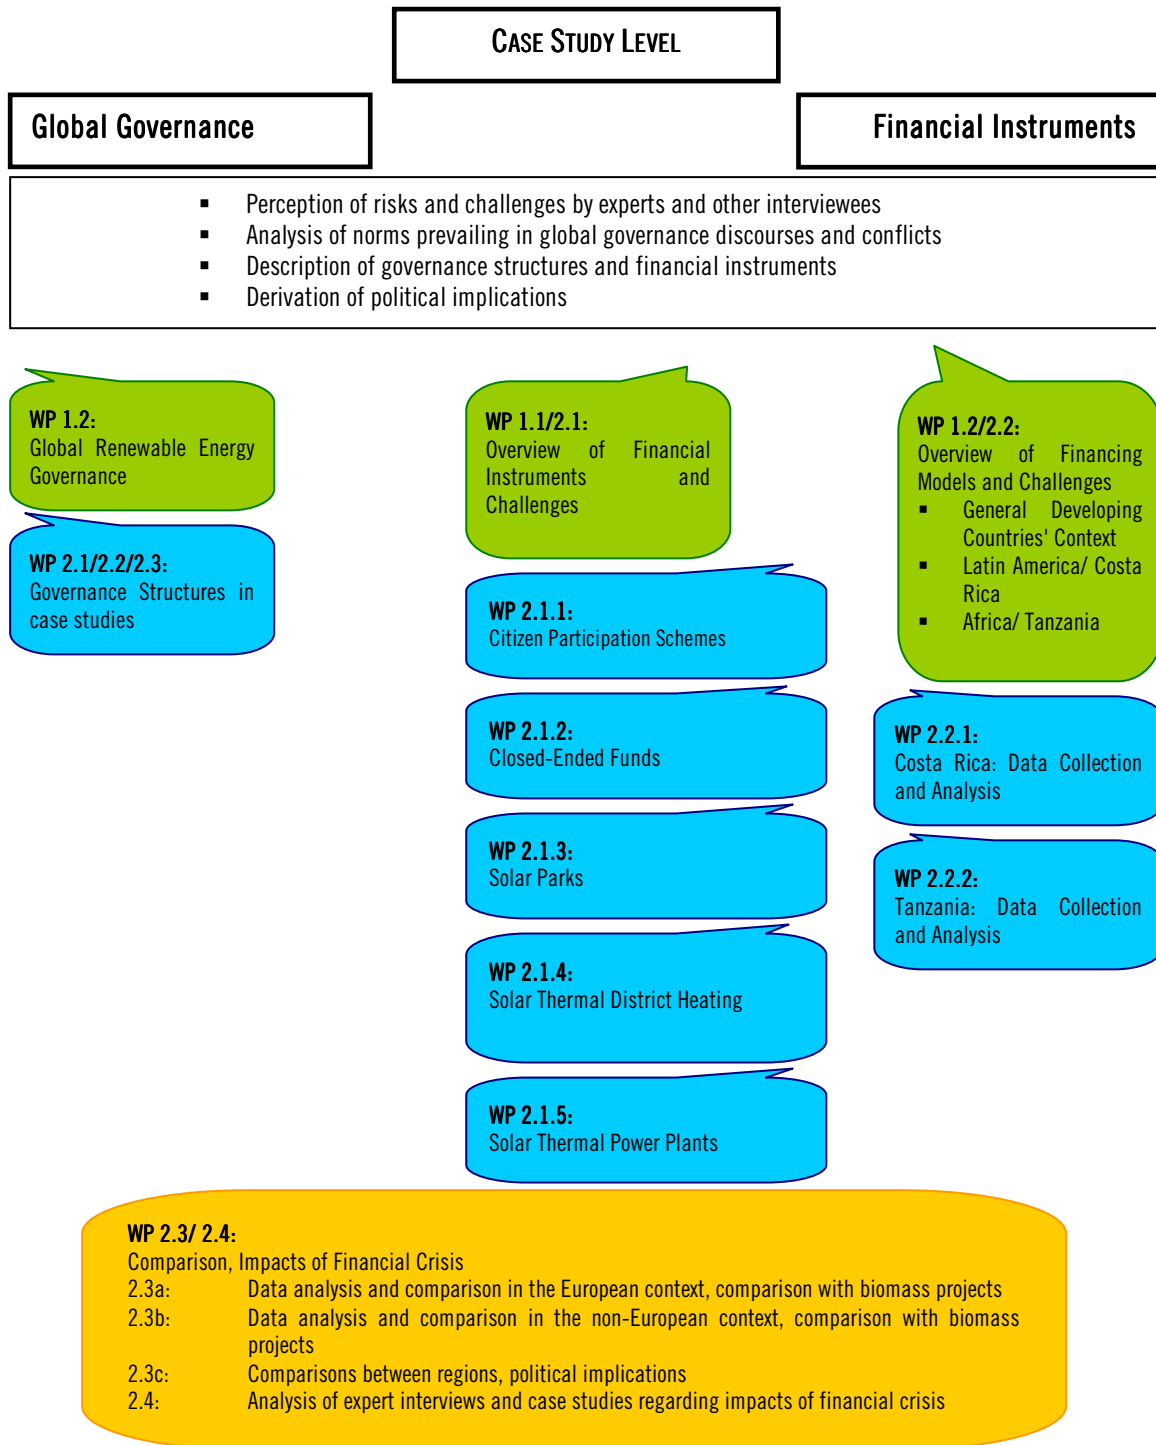 CASE STUDY LEVEL
Global Governance
Financial Instruments
▪ Perception of risks and challenges by experts and other interviewees
▪ Analysis of norms prevailing in global governance discourses and conflicts
▪ Description of governance structures and financial instruments
▪ Derivation of political implications
WP 1.2:
Global Renewable Energy
Governance
WP 2.1/2.2/2.3:
Governance Structures in
case studies
WP 1.1/2.1:
Overview of Financial
Instruments and
Challenges
WP 2.1.1:
Citizen Participation Schemes
WP 2.1.2:
Closed-Ended Funds
WP 2.1.3:
Solar Parks
WP 2.1.4:
Solar Thermal District Heating
WP 2.1.5:
Solar Thermal Power Plants
WP 1.2/2.2:
Overview of Financing
Models and Challenges
▪ General Developing
Countries' Context
▪ Latin America/ Costa
Rica
▪ Africa/ Tanzania
WP 2.2.1:
Costa Rica: Data Collection
and Analysis
WP 2.2.2:
Tanzania: Data Collection
and Analysis
WP 2.3/ 2.4:
Comparison, Impacts of Financial Crisis
2.3a: Data analysis and comparison in the European context, comparison with biomass projects
2.3b: Data analysis and comparison in the non-European context, comparison with biomass
projects
2.3c: Comparisons between regions, political implications
2.4: Analysis of expert interviews and case studies regarding impacts of financial crisis